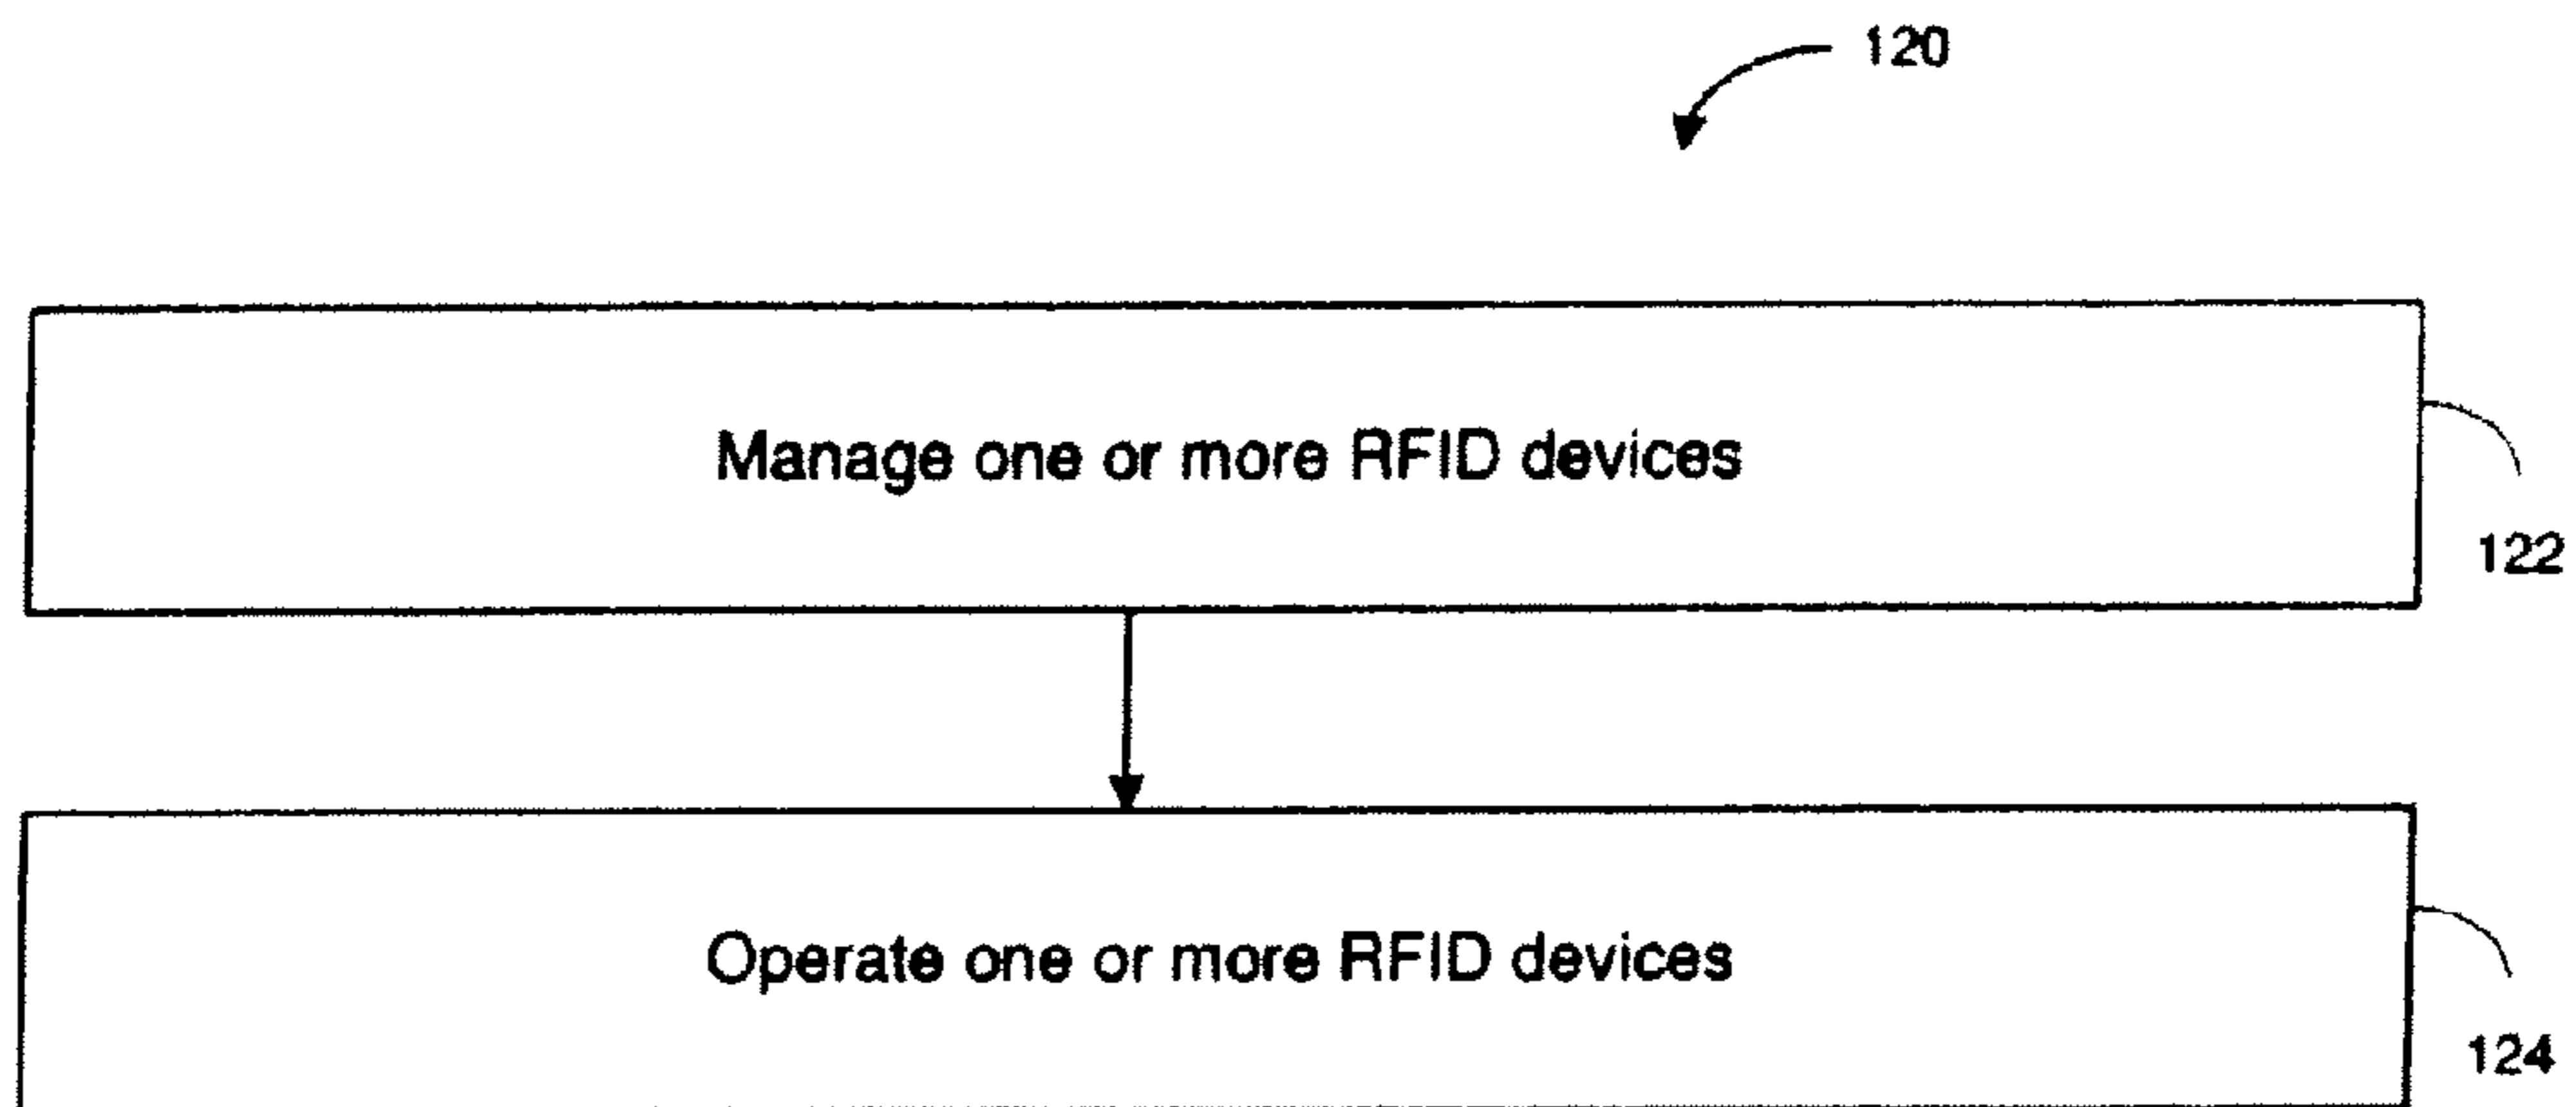 120
Manage one or more RFID devices
122
Operate one or more RFID devices
124